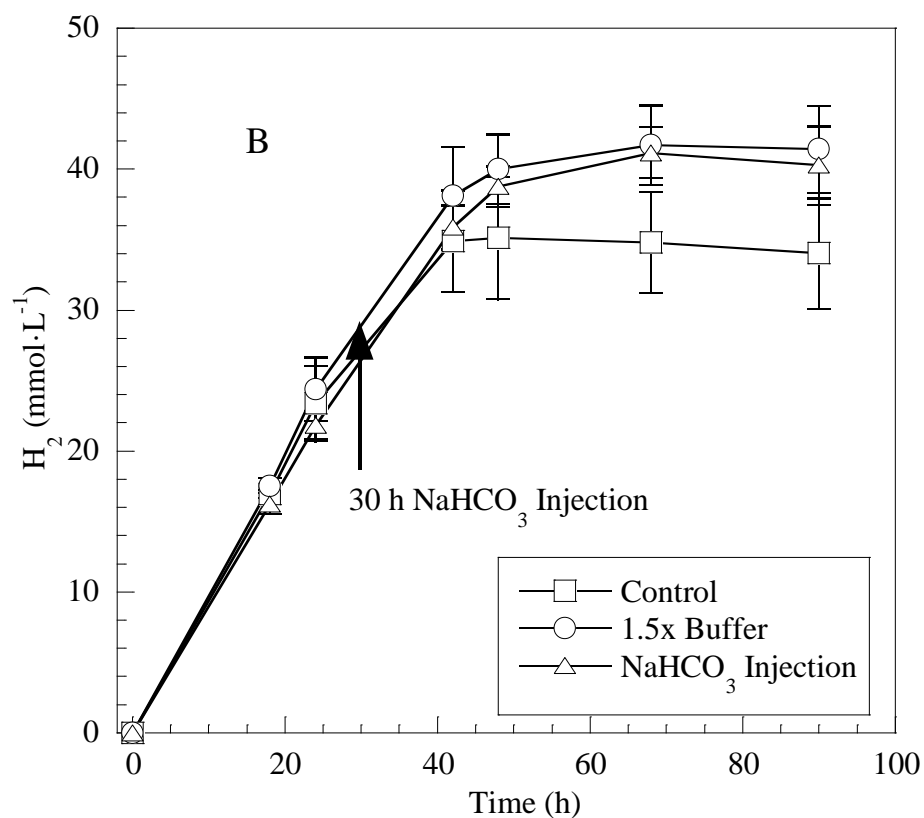 50
40
30
20
10
0
H₂ (mmol·L⁻¹)
B
30 h NaHCO₃ Injection
Control
1.5x Buffer
NaHCO₃ Injection
0 20 40 60 80 100
Time (h)